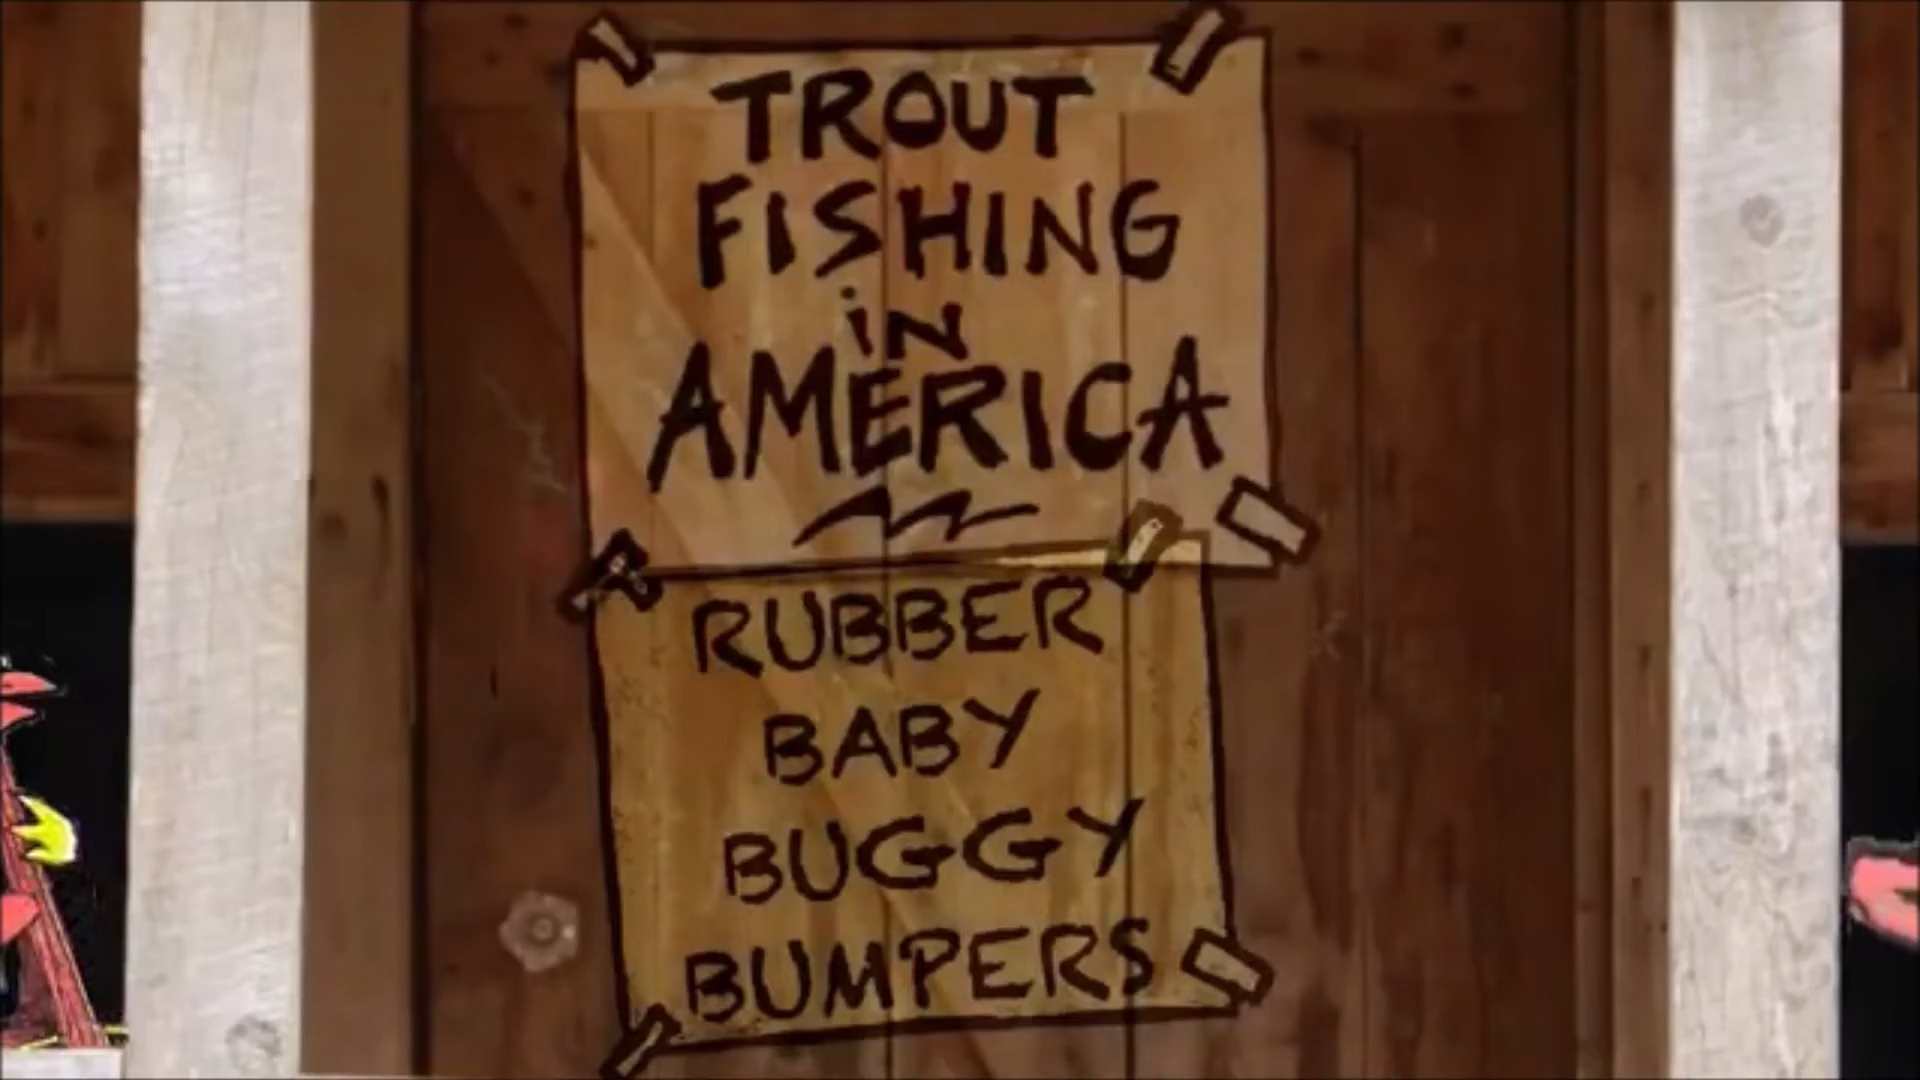 TROUT
FISHING
iN
AMERICA
RUBBER
BABY
BUGGY
BUMPERS